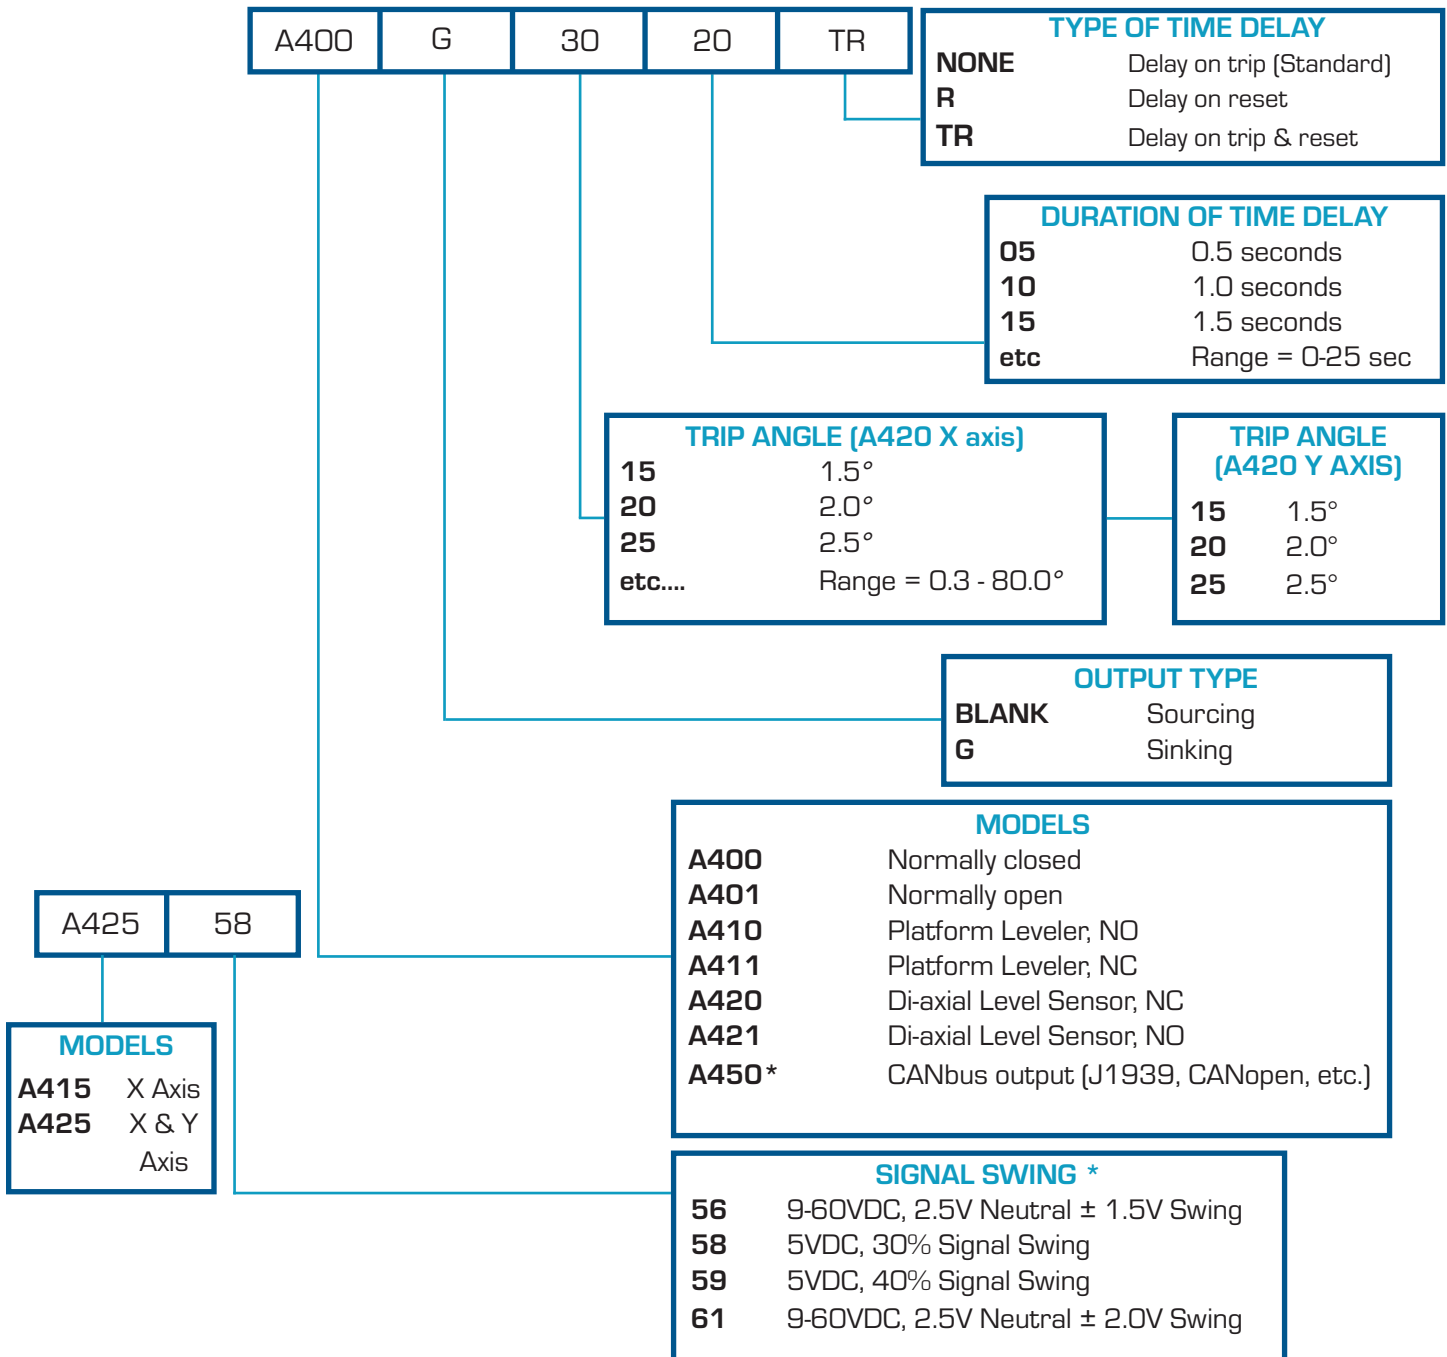 A400 G 30 20 TR
TYPE OF TIME DELAY
NONE Delay on trip (Standard)
R Delay on reset
TR Delay on trip & reset
DURATION OF TIME DELAY
05 0.5 seconds
10 1.0 seconds
15 1.5 seconds
etc Range = 0-25 sec
TRIP ANGLE (A420 X axis)
15 1.5°
20 2.0°
25 2.5°
etc.... Range = 0.3 - 80.0°
TRIP ANGLE
(A420 Y AXIS)
15 1.5°
20 2.0°
25 2.5°
OUTPUT TYPE
BLANK Sourcing
G Sinking
MODELS
A400 Normally closed
A401 Normally open
A410 Platform Leveler, NO
A411 Platform Leveler, NC
A420 Di-axial Level Sensor, NC
A421 Di-axial Level Sensor, NO
A450* CANbus output (J1939, CANopen, etc.)
A425 58
MODELS
A415 X Axis
A425 X & Y
Axis
SIGNAL SWING *
56 9-60VDC, 2.5V Neutral ± 1.5V Swing
58 5VDC, 30% Signal Swing
59 5VDC, 40% Signal Swing
61 9-60VDC, 2.5V Neutral ± 2.0V Swing